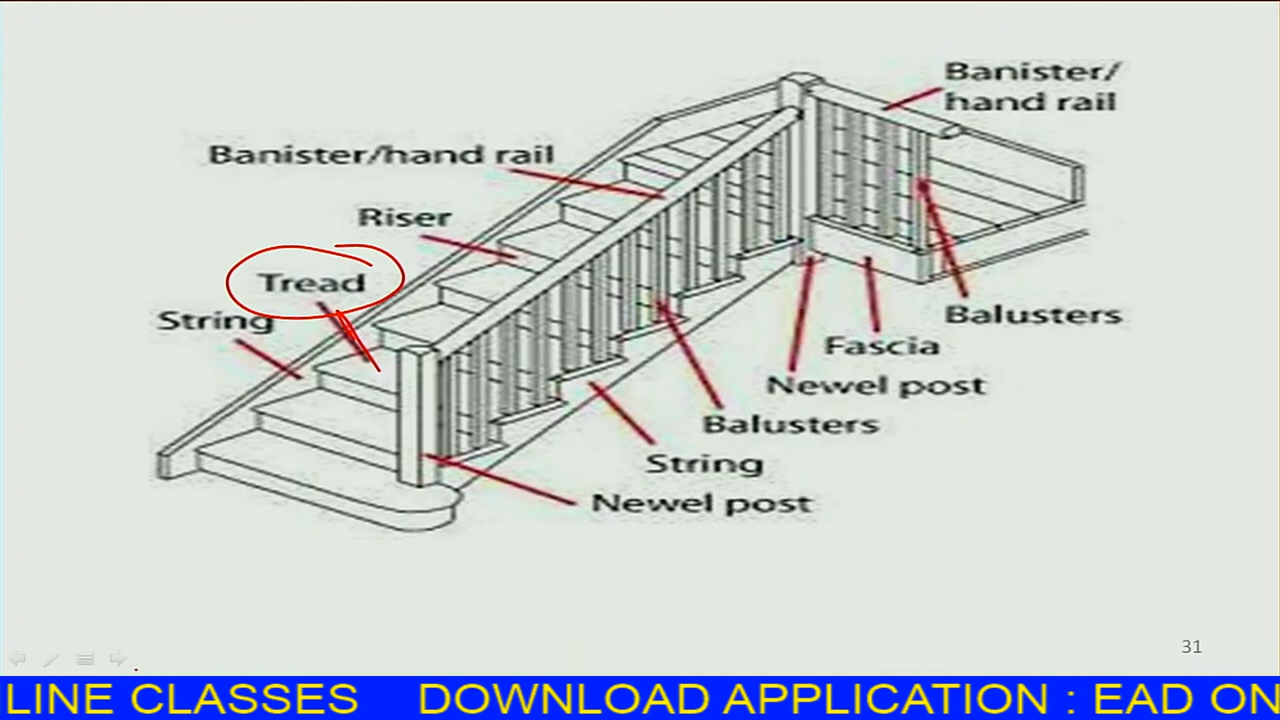 Banister/
hand rail
Banister/hand rail
Riser
Tread
String
Balusters
Fascia
Newel post
Balusters
String
Newel post
31
LINE CLASSES DOWNLOAD APPLICATION : EAD ON